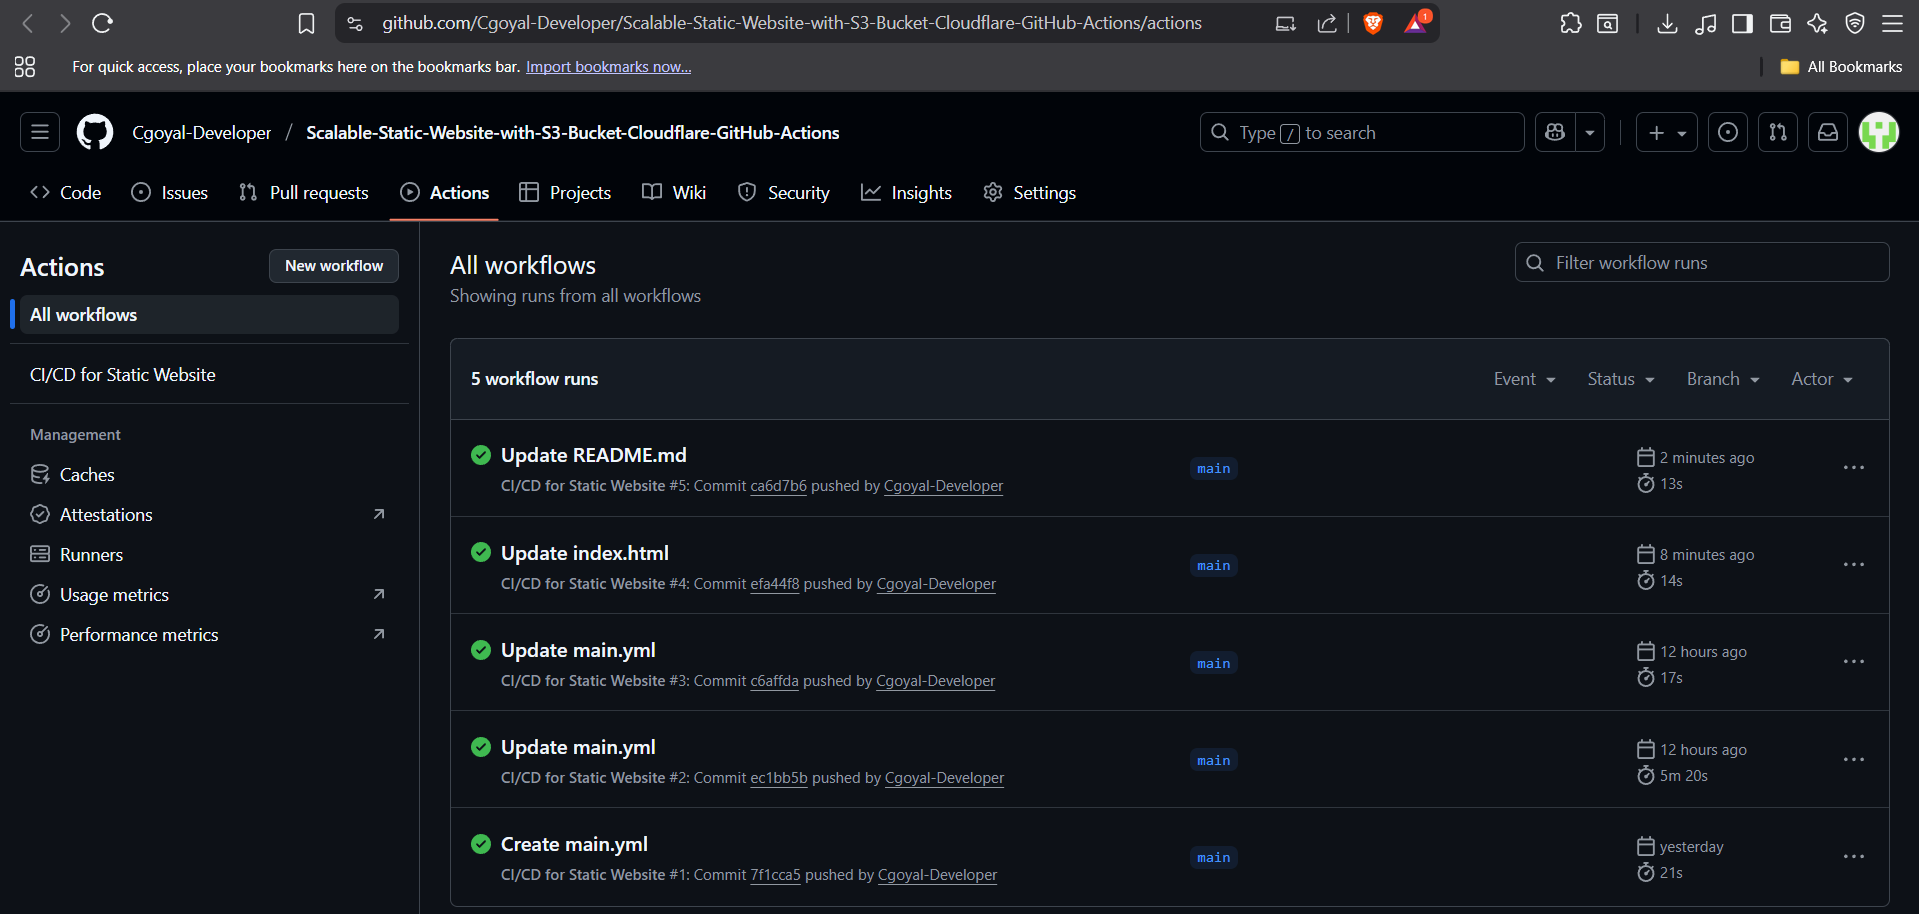 github.com/Cgoyal-Developer/Scalable-Static-Website-with-S3-Bucket-Cloudflare-GitHub-Actions/actions
1
For quick access, place your bookmarks here on the bookmarks bar. Import bookmarks now...
All Bookmarks
Cgoyal-Developer / Scalable-Static-Website-with-S3-Bucket-Cloudflare-GitHub-Actions
Type / to search
Code
Issues
Pull requests
Actions
Projects
Wiki
Security
Insights
Settings
Actions
New workflow
All workflows
CI/CD for Static Website
Management
Caches
Attestations
Runners
Usage metrics
Performance metrics
All workflows
Showing runs from all workflows
Filter workflow runs
5 workflow runs
Event
Status
Branch
Actor
Update README.md
CI/CD for Static Website #5: Commit ca6d7b6 pushed by Cgoyal-Developer
main
2 minutes ago
13s
Update index.html
CI/CD for Static Website #4: Commit efa44f8 pushed by Cgoyal-Developer
main
8 minutes ago
14s
Update main.yml
CI/CD for Static Website #3: Commit c6affda pushed by Cgoyal-Developer
main
12 hours ago
17s
Update main.yml
CI/CD for Static Website #2: Commit ec1bb5b pushed by Cgoyal-Developer
main
12 hours ago
5m 20s
Create main.yml
CI/CD for Static Website #1: Commit 7f1cca5 pushed by Cgoyal-Developer
main
yesterday
21s